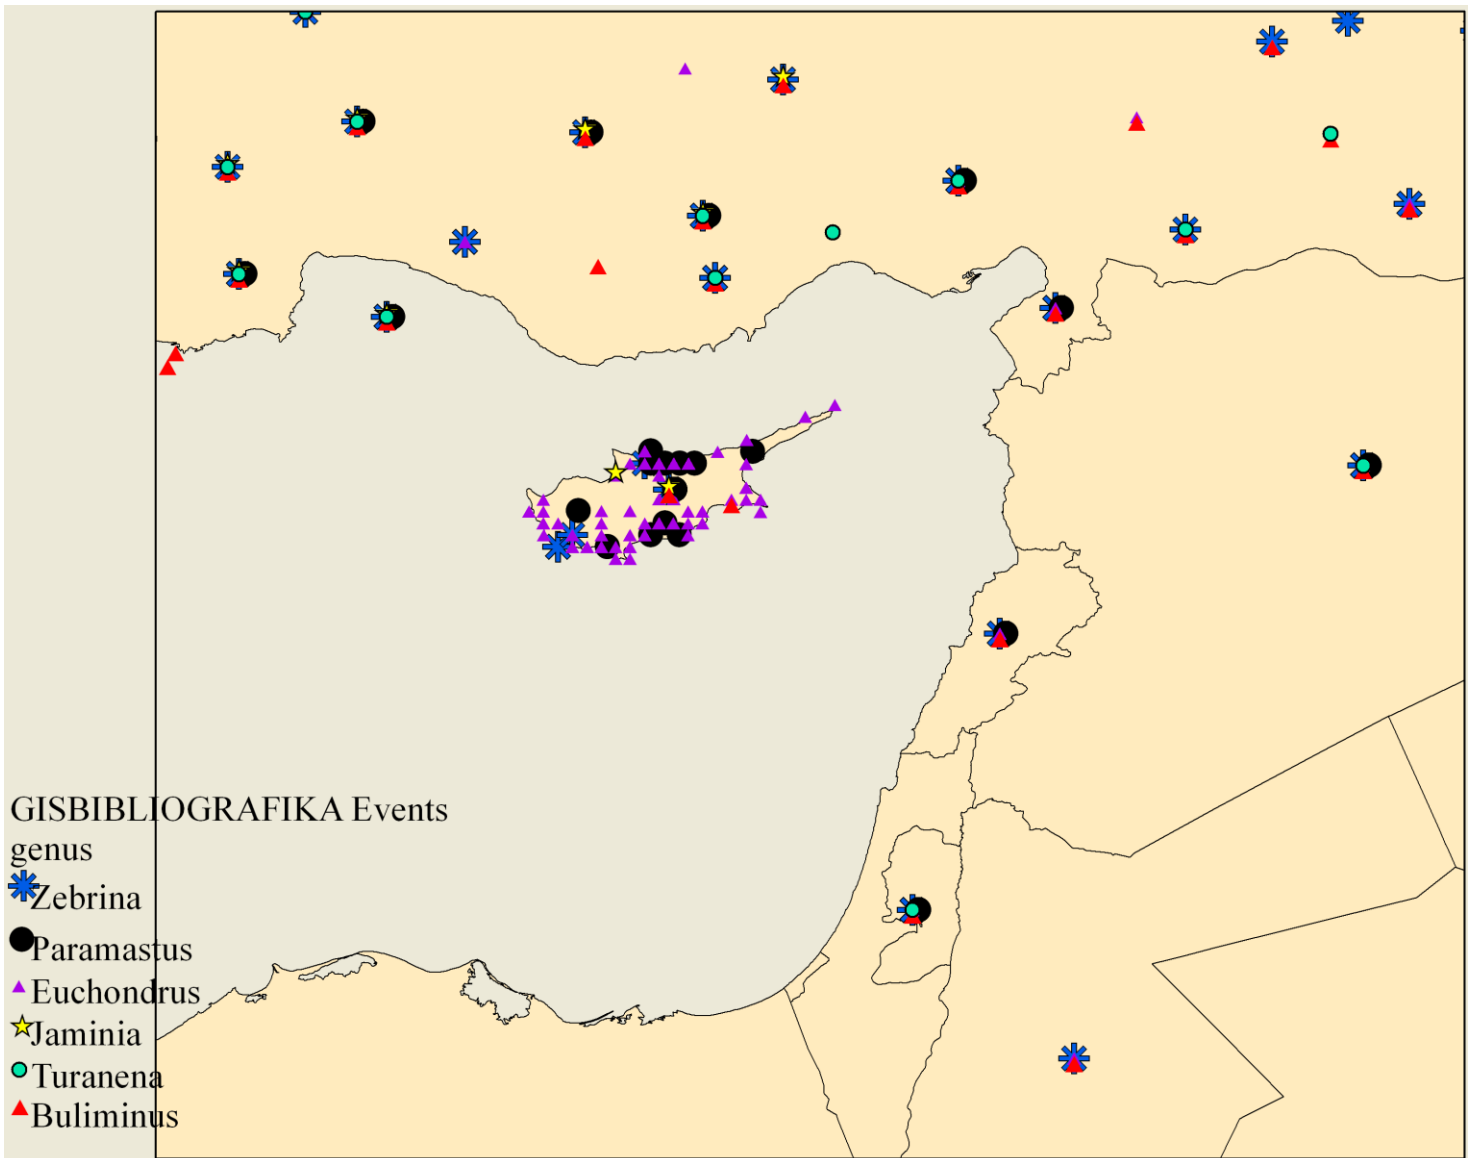 GISBIBLIOGRAFIKA Events
genus
Zebrina
Paramastus
Euchondrus
Jaminia
Turanena
Buliminus